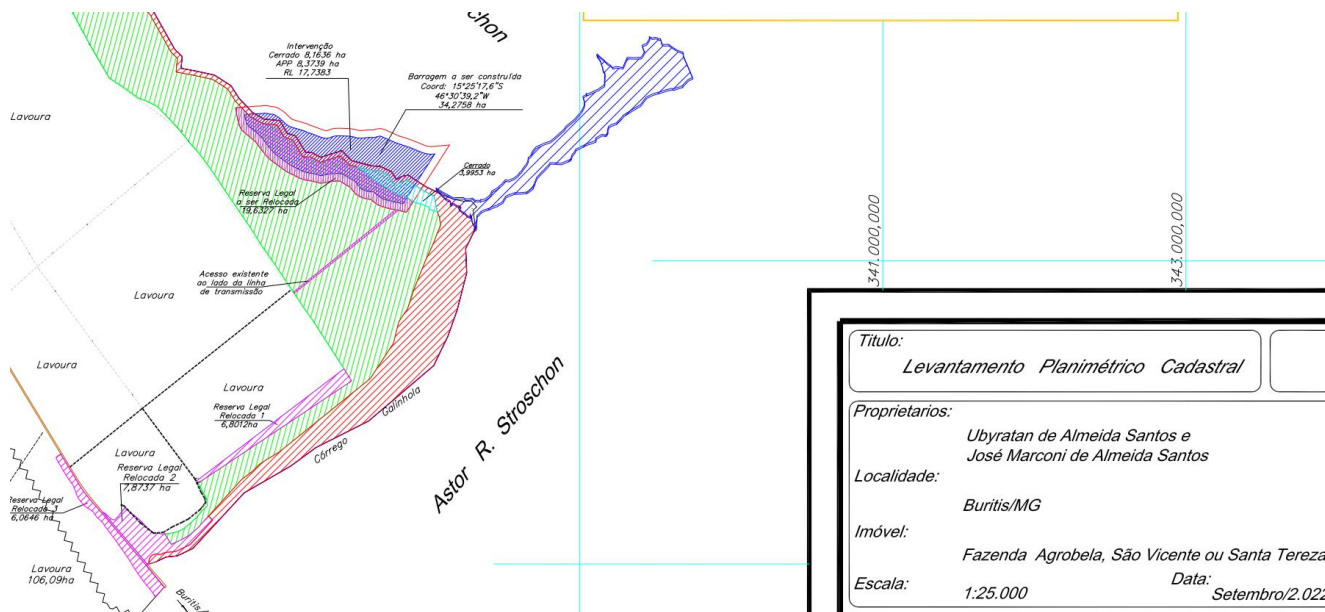 chon
Intervenção
Cerrado 8,1636 ha
APP 8,3739 ha
RL 17,7383
Barragem a ser construída
Coord: 15°25'17,6"S
46°30'39,2"W
34,2758 ha
Lavoura
Cerrado
3,9953 ha
Reserva Legal
a ser Relocada
19,6327 ha
Acesso existente
ao lado da linha
de transmissão
Lavoura
341.000,000
343.000,000
Lavoura
Lavoura
Reserva Legal
Relocada 1
6,8012ha
Córrego Galinhola
Astor R. Stroschon
Lavoura
Reserva Legal
Relocada 2
7,8737 ha
Reserva Legal
Relocada 3
6,0646 ha
Lavoura
106,09ha
Titulo:
Levantamento Planimétrico Cadastral
Proprietarios:
Ubyratan de Almeida Santos e
José Marconi de Almeida Santos
Localidade:
Buritis/MG
Imóvel:
Fazenda Agrobela, São Vicente ou Santa Tereza
Escala: 1:25.000
Data: Setembro/2.022